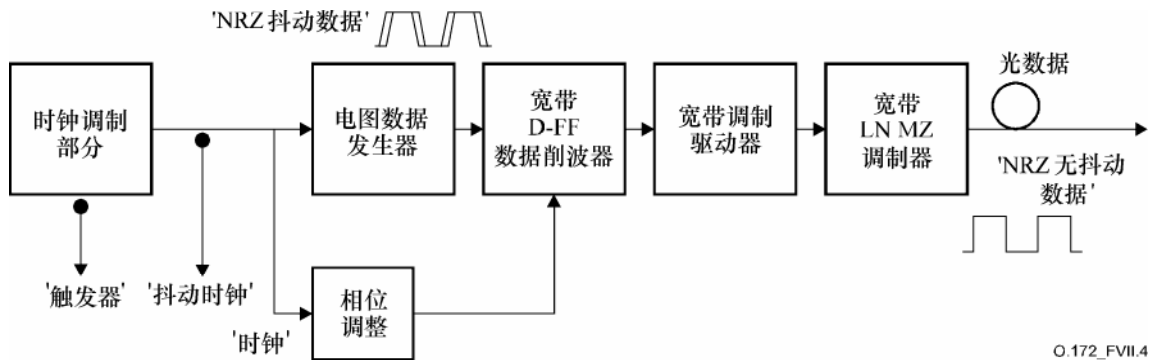 'NRZ 抖动数据'
时钟调制
部分
电图数据
发生器
宽带
D-FF
数据削波器
宽带调制
驱动器
宽带
LN MZ
调制器
光数据
'NRZ 无抖动
数据'
'触发器'
'抖动时钟'
'时钟'
相位
调整
O.172_FVII.4